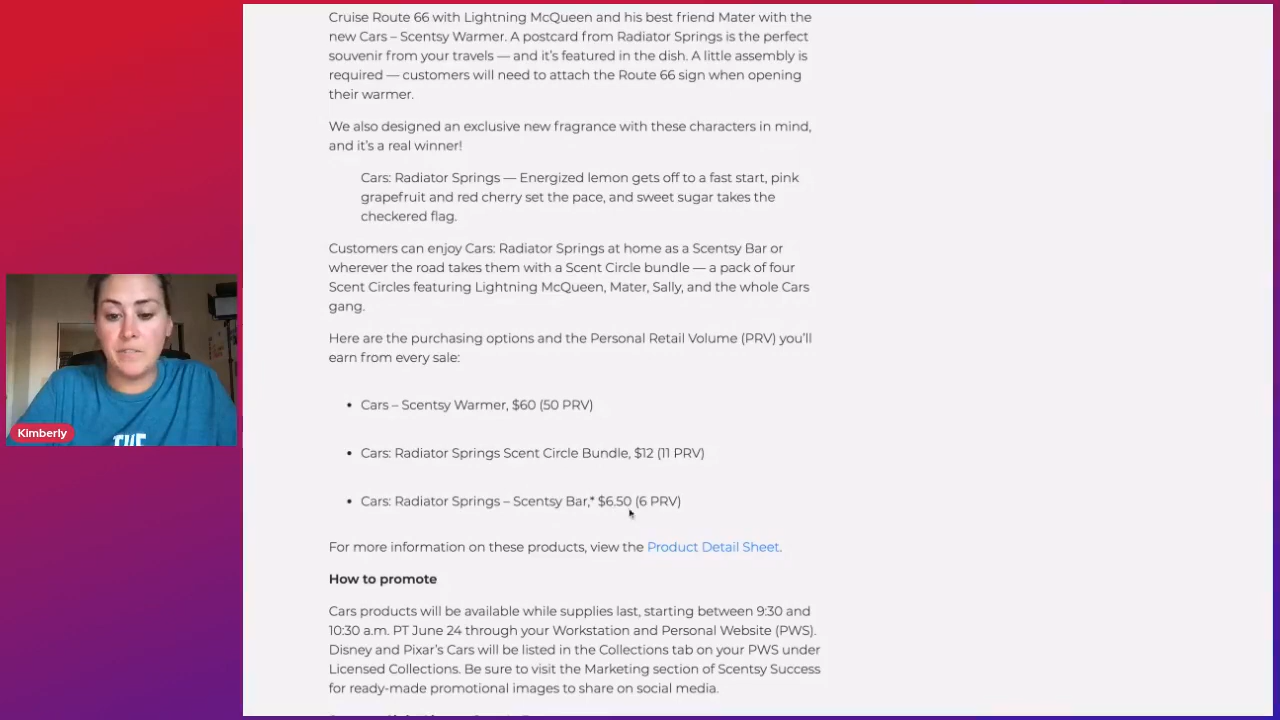 Cruise Route 66 with Lightning McQueen and his best friend Mater with the
new Cars – Scentsy Warmer. A postcard from Radiator Springs is the perfect
souvenir from your travels — and it's featured in the dish. A little assembly is
required — customers will need to attach the Route 66 sign when opening
their warmer.
We also designed an exclusive new fragrance with these characters in mind,
and it's a real winner!
Cars: Radiator Springs — Energized lemon gets off to a fast start, pink
grapefruit and red cherry set the pace, and sweet sugar takes the
checkered flag.
Customers can enjoy Cars: Radiator Springs at home as a Scentsy Bar or
wherever the road takes them with a Scent Circle bundle — a pack of four
Scent Circles featuring Lightning McQueen, Mater, Sally, and the whole Cars
gang.
Here are the purchasing options and the Personal Retail Volume (PRV) you'll
earn from every sale:
• Cars – Scentsy Warmer, $60 (50 PRV)
• Cars: Radiator Springs Scent Circle Bundle, $12 (11 PRV)
• Cars: Radiator Springs – Scentsy Bar,* $6.50 (6 PRV)
For more information on these products, view the Product Detail Sheet.
How to promote
Cars products will be available while supplies last, starting between 9:30 and
10:30 a.m. PT June 24 through your Workstation and Personal Website (PWS).
Disney and Pixar's Cars will be listed in the Collections tab on your PWS under
Licensed Collections. Be sure to visit the Marketing section of Scentsy Success
for ready-made promotional images to share on social media.
Kimberly
THE